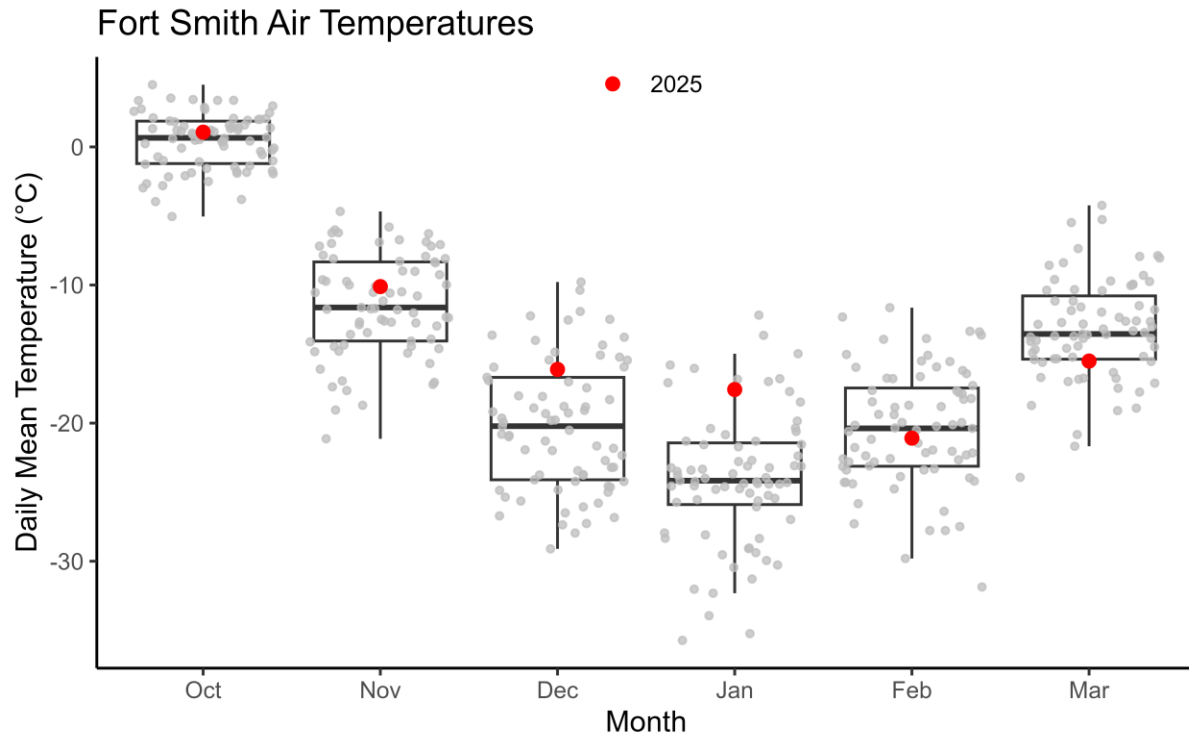 Fort Smith Air Temperatures
2025
Daily Mean Temperature (°C)
0
-10
-20
-30
Oct Nov Dec Jan Feb Mar
Month